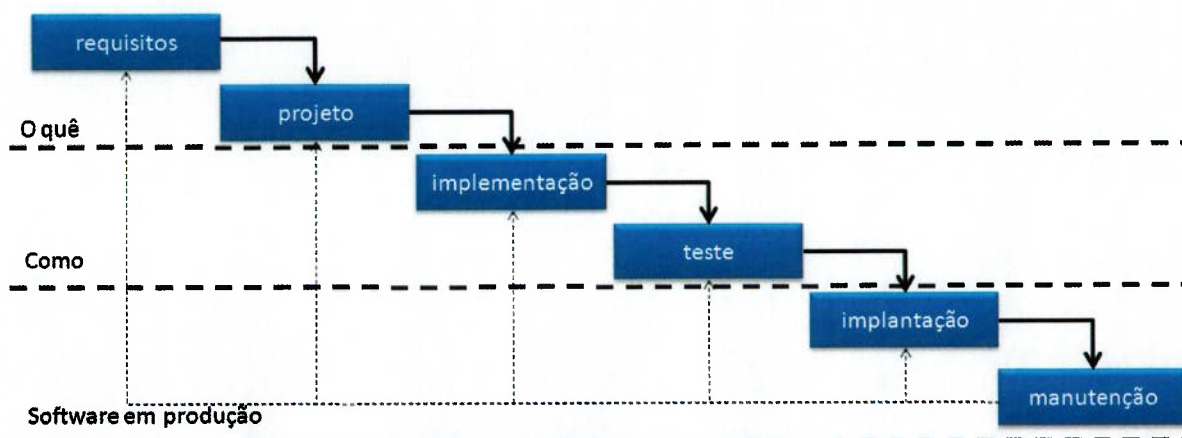 requisitos
projeto
O quê
implementação
teste
Como
implantação
manutenção
Software em produção